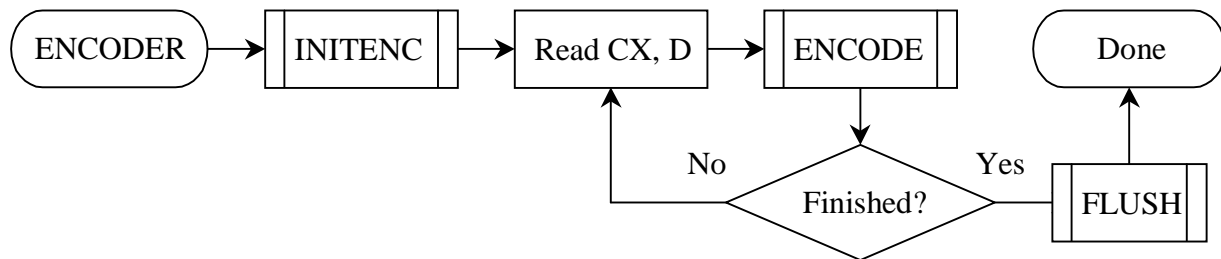 ENCODER
INITENC
Read CX, D
ENCODE
Done
No
Yes
Finished?
FLUSH